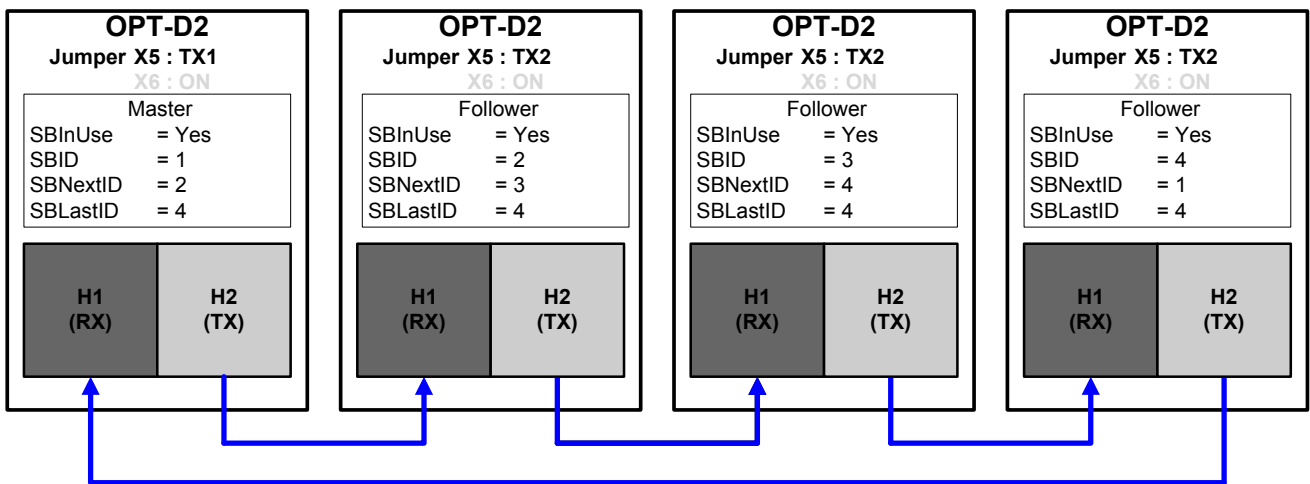 OPT-D2
Jumper X5 : TX1
X6 : ON
Master
SBInUse = Yes
SBID = 1
SBNextID = 2
SBLastID = 4
H1
(RX)
H2
(TX)
OPT-D2
Jumper X5 : TX2
X6 : ON
Follower
SBInUse = Yes
SBID = 2
SBNextID = 3
SBLastID = 4
H1
(RX)
H2
(TX)
OPT-D2
Jumper X5 : TX2
X6 : ON
Follower
SBInUse = Yes
SBID = 3
SBNextID = 4
SBLastID = 4
H1
(RX)
H2
(TX)
OPT-D2
Jumper X5 : TX2
X6 : ON
Follower
SBInUse = Yes
SBID = 4
SBNextID = 1
SBLastID = 4
H1
(RX)
H2
(TX)